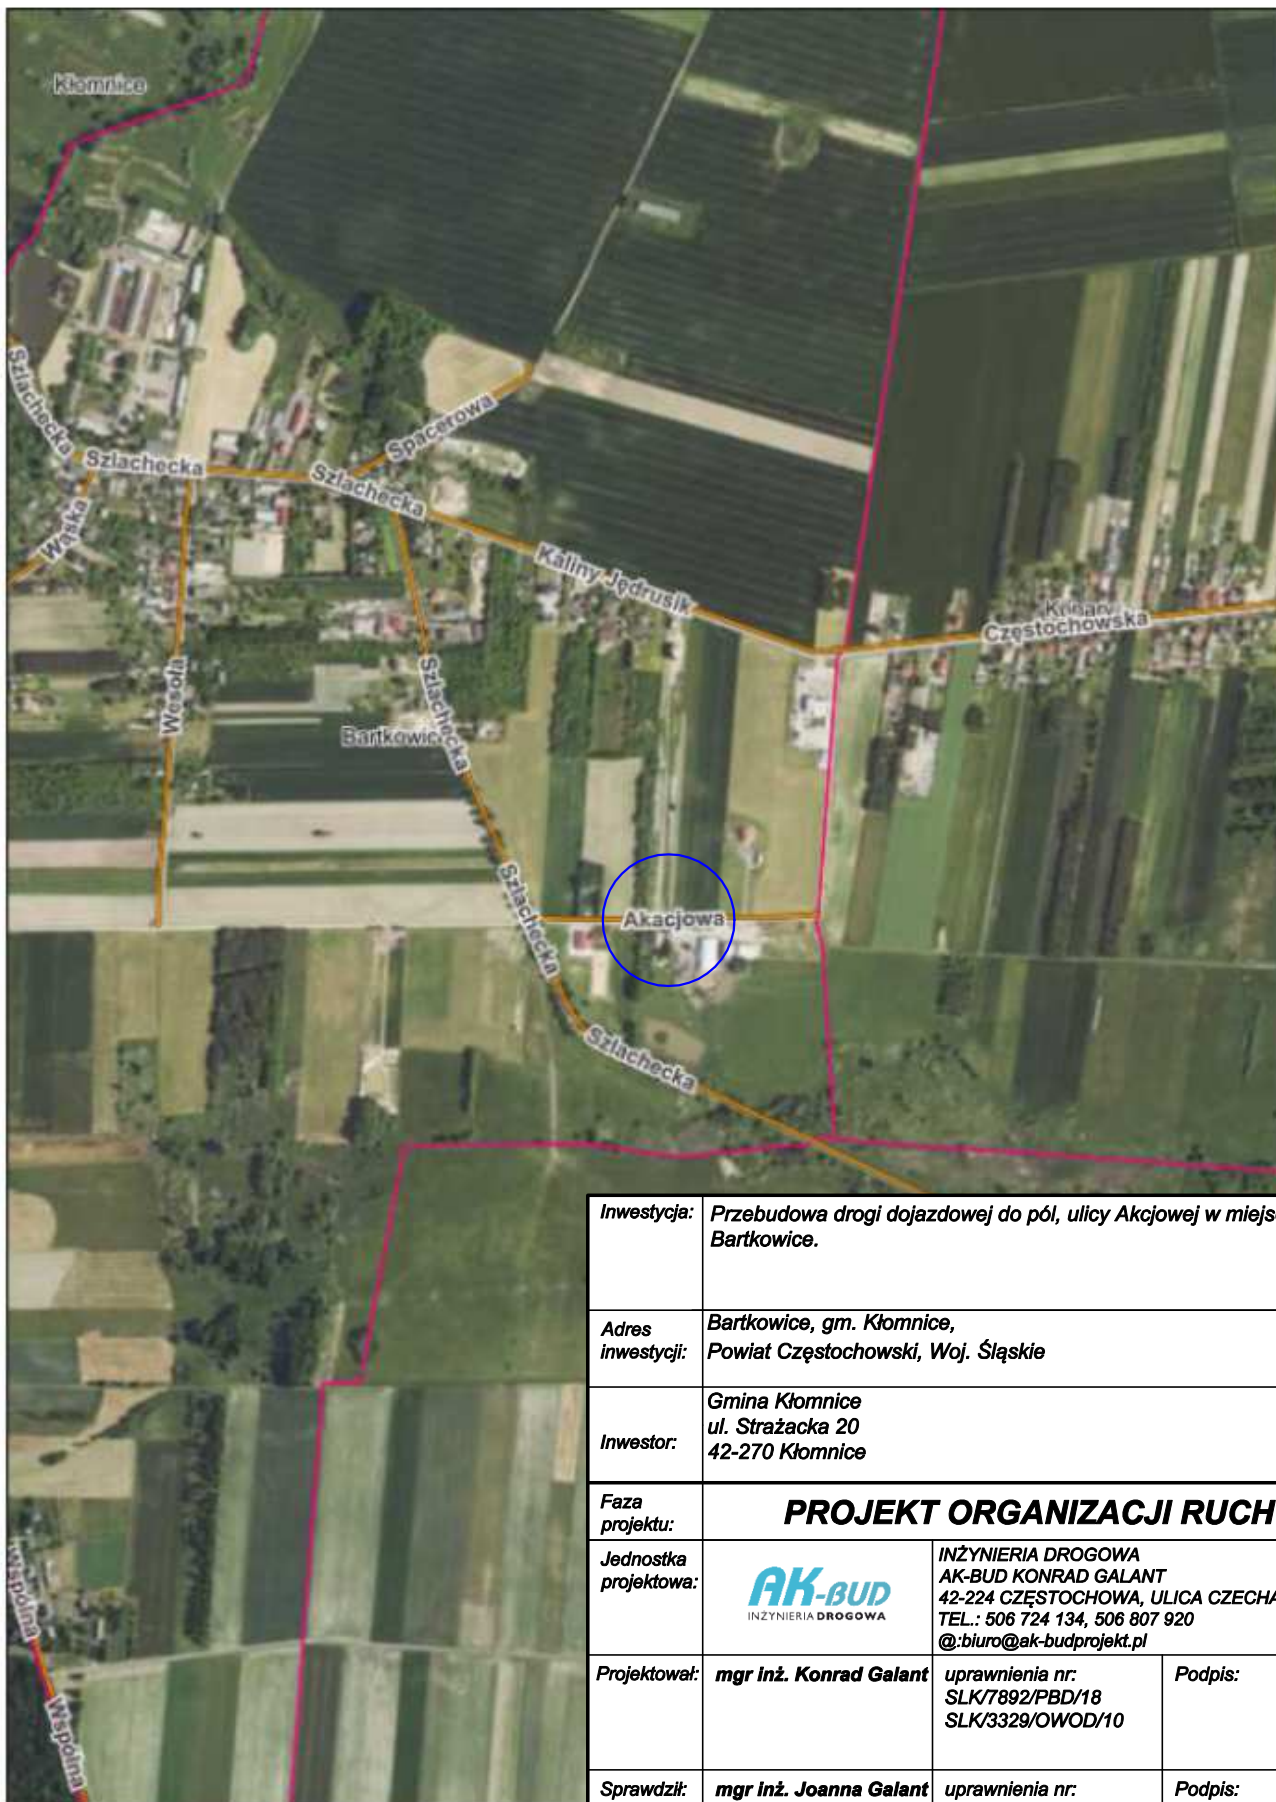 Kłomnice
Szlachecka
Szlachecka
Szlachecka
Spacerowa
Wąska
Kaliny Jędrusik
Konary
Częstochowska
Wesoła
Szlachecka
Bartkowic
Szlachecka
Akacjowa
Szlachecka
Wspólna
Wspólna
Inwestycja: Przebudowa drogi dojazdowej do pól, ulicy Akcjowej w miejs
Bartkowice.
Adres inwestycji: Bartkowice, gm. Kłomnice,
Powiat Częstochowski, Woj. Śląskie
Inwestor: Gmina Kłomnice
ul. Strażacka 20
42-270 Kłomnice
Faza projektu: PROJEKT ORGANIZACJI RUCH
Jednostka projektowa:
AK-BUD
INŻYNIERIA DROGOWA
INŻYNIERIA DROGOWA
AK-BUD KONRAD GALANT
42-224 CZĘSTOCHOWA, ULICA CZECHA
TEL.: 506 724 134, 506 807 920
@:biuro@ak-budprojekt.pl
Projektował: mgr inż. Konrad Galant uprawnienia nr: Podpis:
SLK/7892/PBD/18
SLK/3329/OWOD/10
Sprawdził: mgr inż. Joanna Galant uprawnienia nr: Podpis: